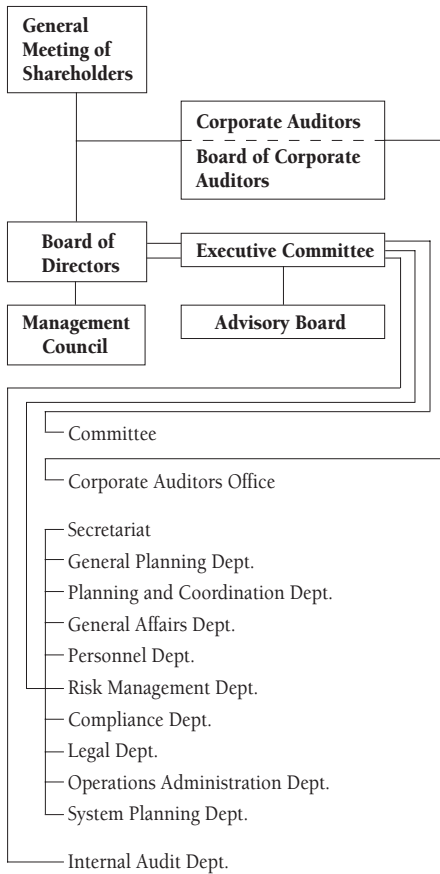 General
Meeting of
Shareholders
Corporate Auditors
Board of Corporate
Auditors
Board of
Directors
Executive Committee
Management
Council
Advisory Board
Committee
Corporate Auditors Office
Secretariat
General Planning Dept.
Planning and Coordination Dept.
General Affairs Dept.
Personnel Dept.
Risk Management Dept.
Compliance Dept.
Legal Dept.
Operations Administration Dept.
System Planning Dept.
Internal Audit Dept.